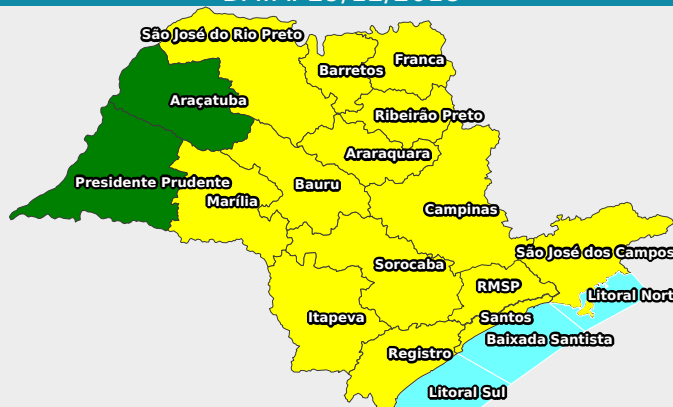 São José do Rio Preto
Franca
Barretos
Araçatuba
Ribeirão Preto
Araraquara
Presidente Prudente
Bauru
Marília
Campinas
São José dos Campos
Sorocaba
RMSP
Litoral Nort
Itapeva
Santos
Baixada Santista
Registro
Litoral Sul